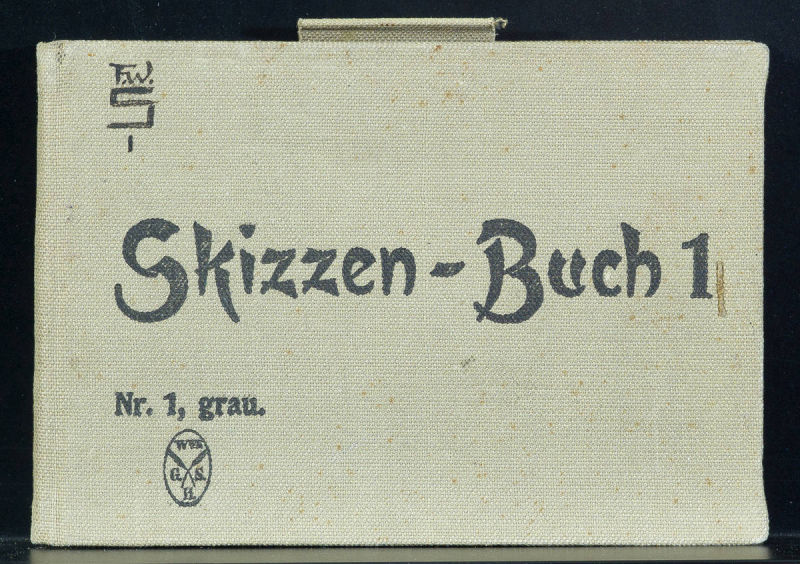 F.W.
S
Skizzen-Buch 1
Nr. 1, grau.
G. S.
H.